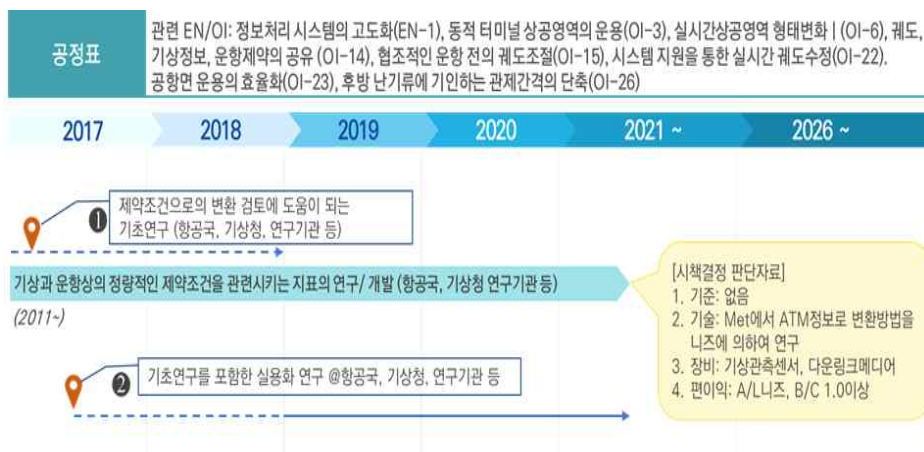 공정표
관련 EN/OI: 정보처리 시스템의 고도화(EN-1), 동적 터미널 상공영역의 운용(OI-3), 실시간상공영역 형태변화 | (OI-6), 궤도,
기상정보, 운항제약의 공유 (OI-14), 협조적인 운항 전의 궤도조절(OI-15), 시스템 지원을 통한 실시간 궤도수정(OI-22).
공항면 운용의 효율화(OI-23), 후방 난기류에 기인하는 관제간격의 단축(OI-26)
2017 2018 2019 2020 2021 ~ 2026 ~
❶ 제약조건으로의 변환 검토에 도움이 되는
기초연구 (항공국, 기상청, 연구기관 등)
기상과 운항상의 정량적인 제약조건을 관련시키는 지표의 연구/ 개발 (항공국, 기상청 연구기관 등)
(2011~)
❷ 기초연구를 포함한 실용화 연구 @항공국, 기상청, 연구기관 등
[시책결정 판단자료]
1. 기준: 없음
2. 기술: Met에서 ATM정보로 변환방법을
니즈에 의하여 연구
3. 장비: 기상관측센서, 다운링크메디어
4. 편이익: A/L니즈, B/C 1.0이상